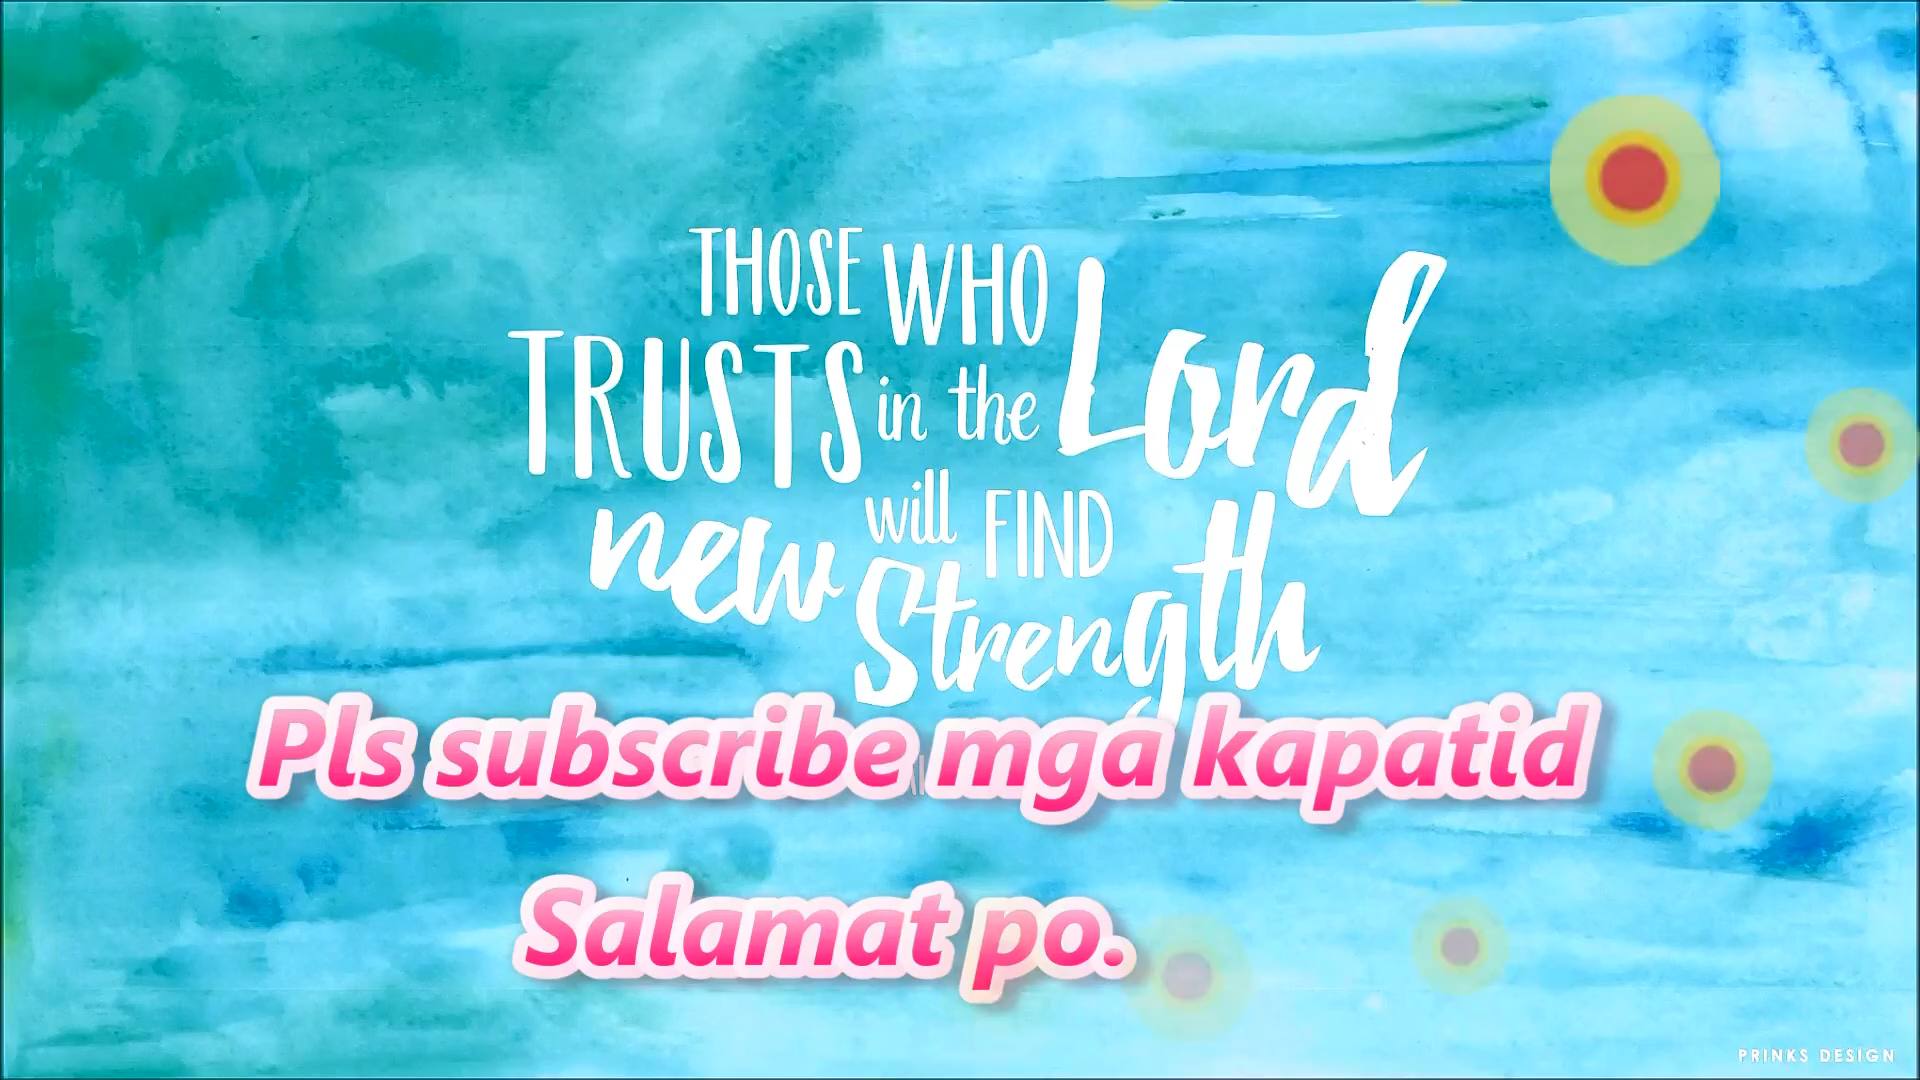 THOSE WHO
TRUSTS in the Lord
will FIND
new Strength
Pls subscribe mga kapatid
Salamat po.
PRINKS DESIGN